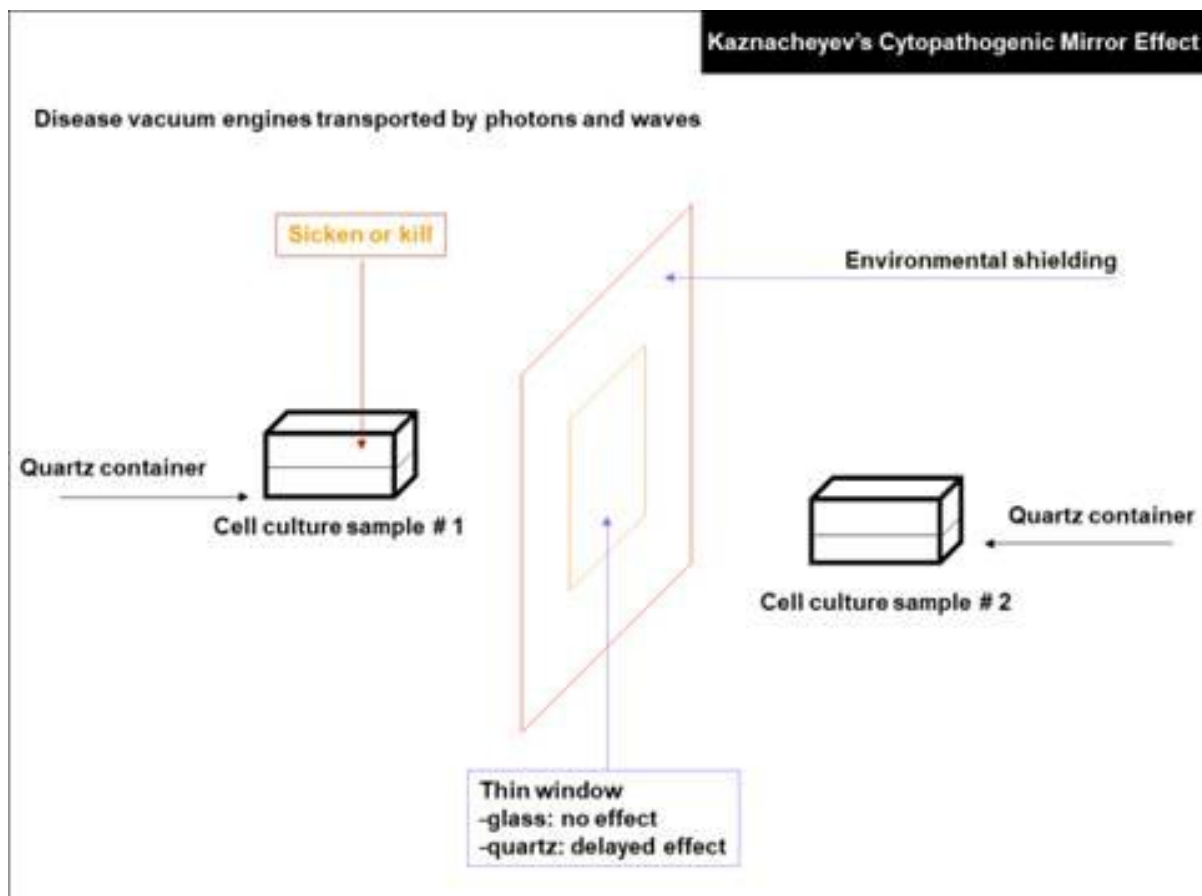 Kaznacheyev's Cytopathogenic Mirror Effect
Disease vacuum engines transported by photons and waves
Sicken or kill
Environmental shielding
Quartz container
Cell culture sample # 1
Quartz container
Cell culture sample # 2
Thin window
-glass: no effect
-quartz: delayed effect